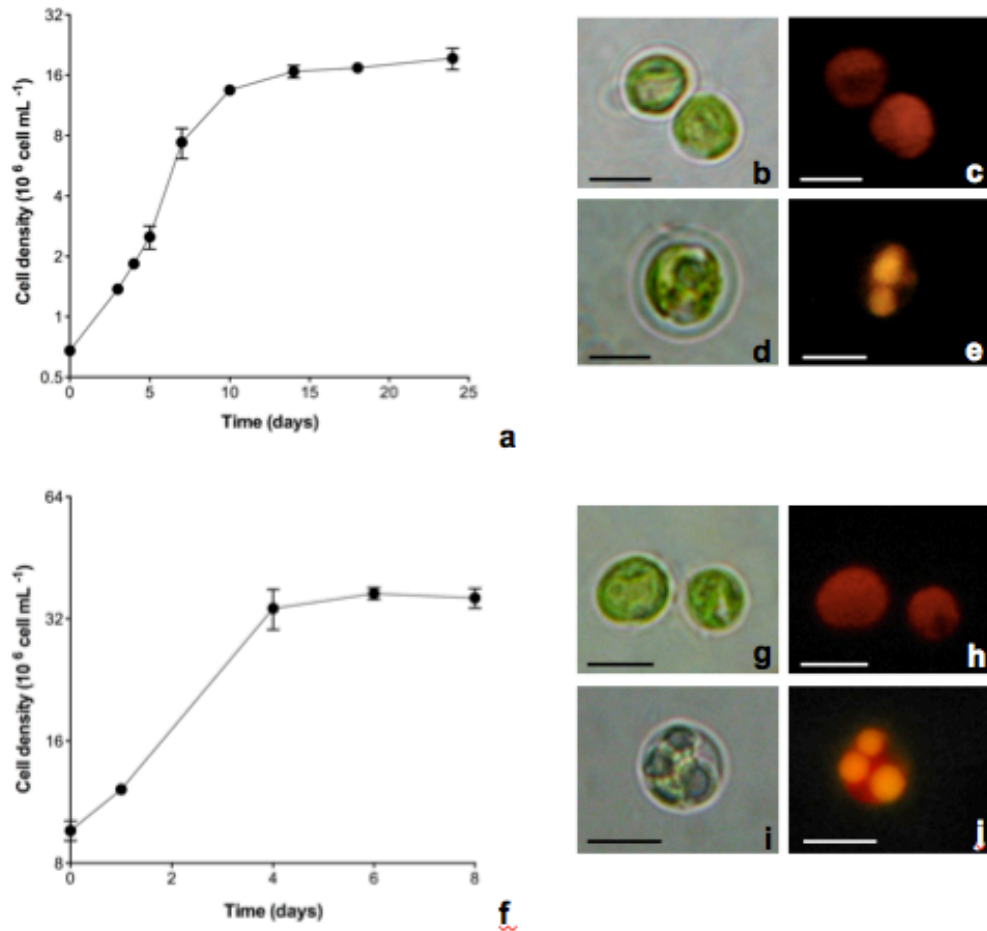 32
16
8
4
2
1
0.5
Cell density (10 6 cell mL -1)
0 5 10 15 20 25
Time (days)
a
b
c
d
e
64
32
16
8
Cell density (10 6 cell mL -1)
0 2 4 6 8
Time (days)
f
g
h
i
j